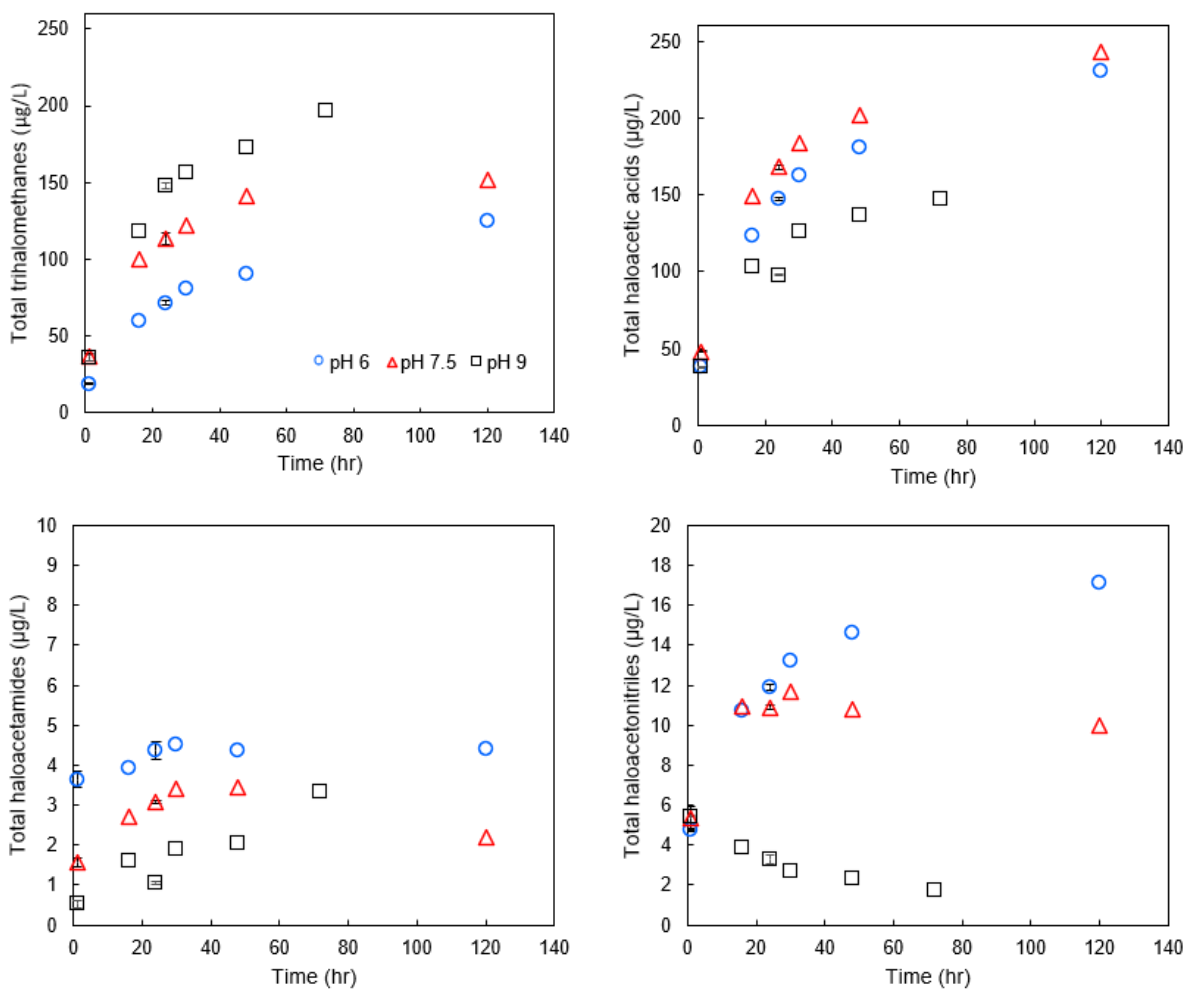 Total trihalomethanes (µg/L)
250
200
150
100
50
0
0 20 40 60 80 100 120 140
Time (hr)
pH 6 pH 7.5 pH 9
Total haloacetic acids (µg/L)
250
200
150
100
50
0
0 20 40 60 80 100 120 140
Time (hr)
Total haloacetamides (µg/L)
10
9
8
7
6
5
4
3
2
1
0
0 20 40 60 80 100 120 140
Time (hr)
Total haloacetonitriles (µg/L)
20
18
16
14
12
10
8
6
4
2
0
0 20 40 60 80 100 120 140
Time (hr)